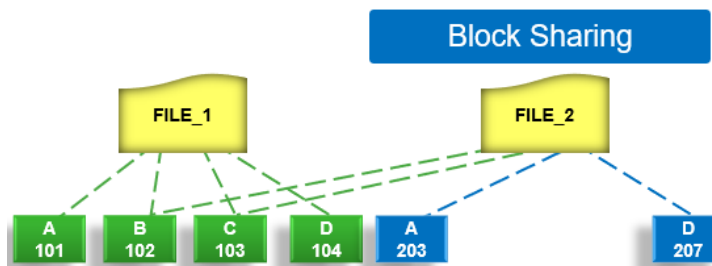 Block Sharing
FILE_1
FILE_2
A
101
B
102
C
103
D
104
A
203
D
207